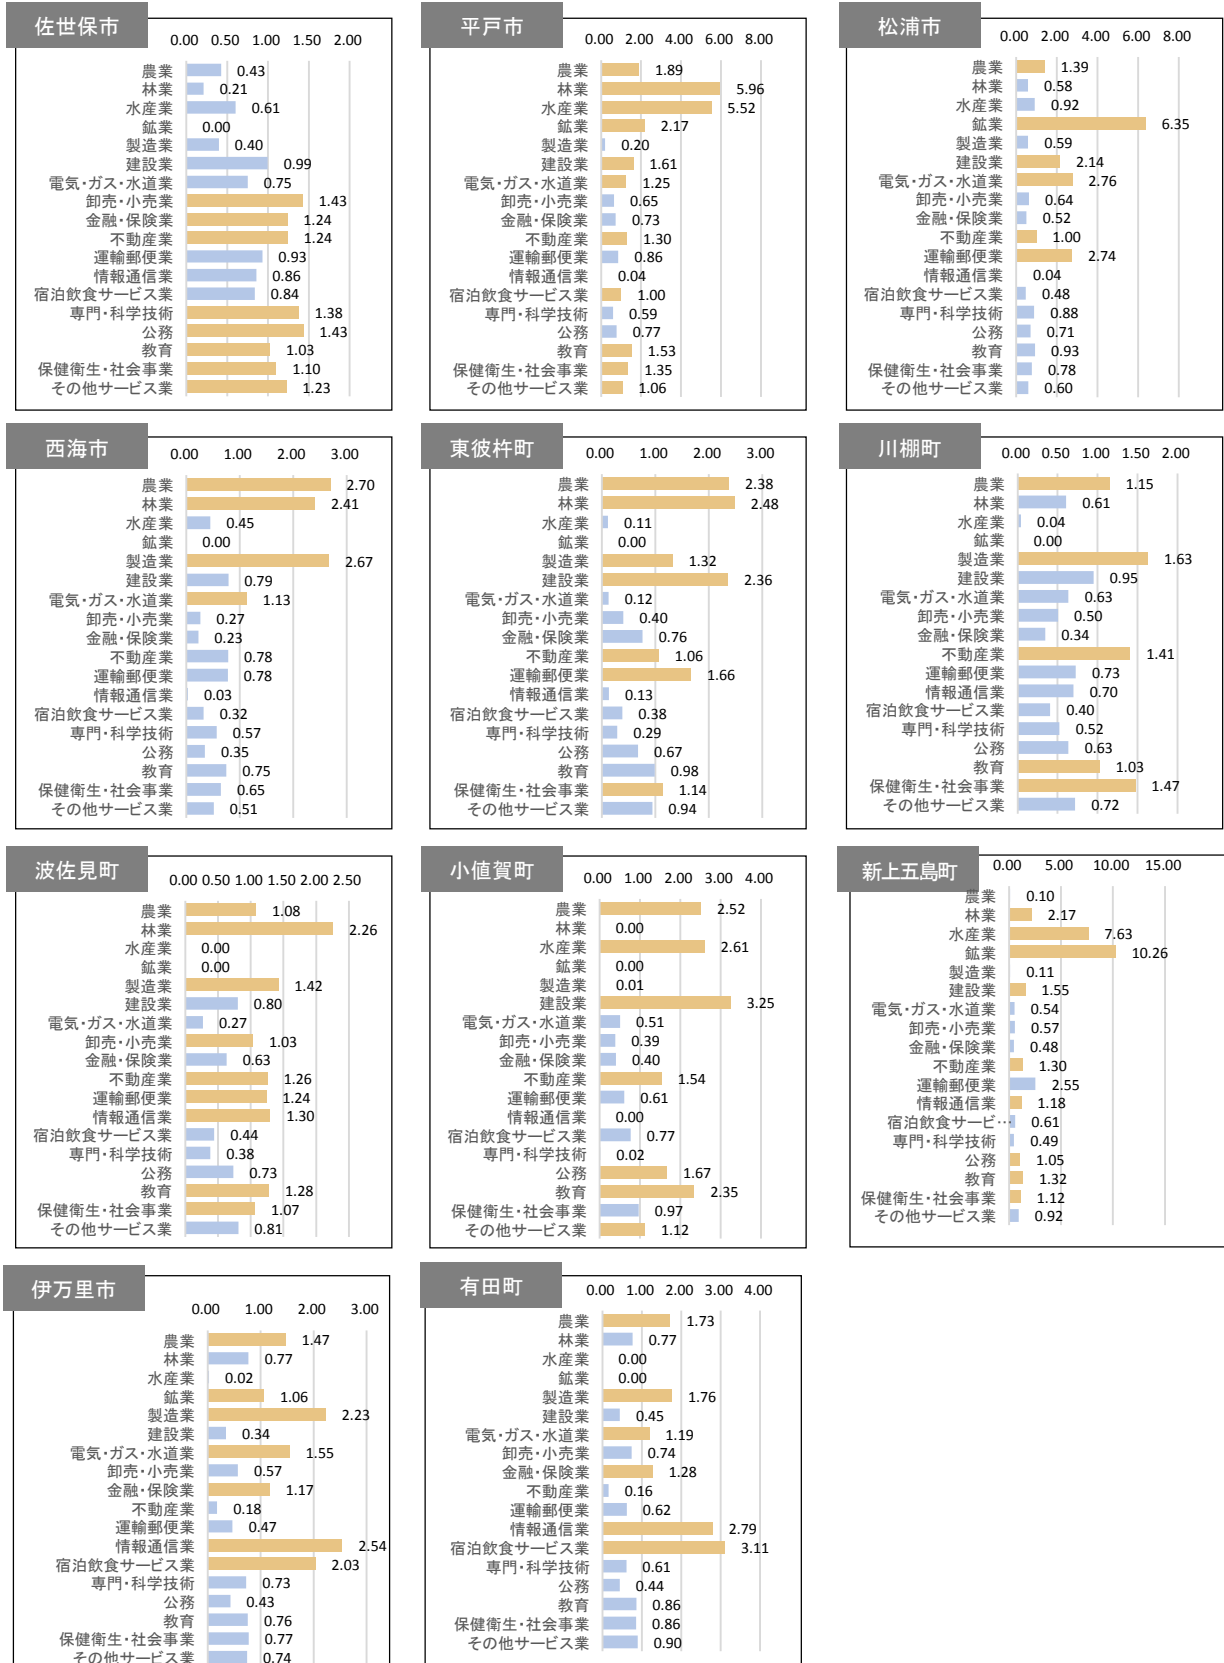 佐世保市
0.00 0.50 1.00 1.50 2.00
農業 0.43
林業 0.21
水産業 0.61
鉱業 0.00
製造業 0.40
建設業 0.99
電気・ガス・水道業 0.75
卸売・小売業 1.43
金融・保険業 1.24
不動産業 1.24
運輸郵便業 0.93
情報通信業 0.86
宿泊飲食サービス業 0.84
専門・科学技術 1.38
公務 1.43
教育 1.03
保健衛生・社会事業 1.10
その他サービス業 1.23
平戸市
0.00 2.00 4.00 6.00 8.00
農業 1.89
林業 5.96
水産業 5.52
鉱業 2.17
製造業 0.20
建設業 1.61
電気・ガス・水道業 1.25
卸売・小売業 0.65
金融・保険業 0.73
不動産業 1.30
運輸郵便業 0.86
情報通信業 0.04
宿泊飲食サービス業 1.00
専門・科学技術 0.59
公務 0.77
教育 1.53
保健衛生・社会事業 1.35
その他サービス業 1.06
松浦市
0.00 2.00 4.00 6.00 8.00
農業 1.39
林業 0.58
水産業 0.92
鉱業 6.35
製造業 0.59
建設業 2.14
電気・ガス・水道業 2.76
卸売・小売業 0.64
金融・保険業 0.52
不動産業 1.00
運輸郵便業 2.74
情報通信業 0.04
宿泊飲食サービス業 0.48
専門・科学技術 0.88
公務 0.71
教育 0.93
保健衛生・社会事業 0.78
その他サービス業 0.60
西海市
0.00 1.00 2.00 3.00
農業 2.70
林業 2.41
水産業 0.45
鉱業 0.00
製造業 2.67
建設業 0.79
電気・ガス・水道業 1.13
卸売・小売業 0.27
金融・保険業 0.23
不動産業 0.78
運輸郵便業 0.78
情報通信業 0.03
宿泊飲食サービス業 0.32
専門・科学技術 0.57
公務 0.35
教育 0.75
保健衛生・社会事業 0.65
その他サービス業 0.51
東彼杵町
0.00 1.00 2.00 3.00
農業 2.38
林業 2.48
水産業 0.11
鉱業 0.00
製造業 1.32
建設業 2.36
電気・ガス・水道業 0.12
卸売・小売業 0.40
金融・保険業 0.76
不動産業 1.06
運輸郵便業 1.66
情報通信業 0.13
宿泊飲食サービス業 0.38
専門・科学技術 0.29
公務 0.67
教育 0.98
保健衛生・社会事業 1.14
その他サービス業 0.94
川棚町
0.00 0.50 1.00 1.50 2.00
農業 1.15
林業 0.61
水産業 0.04
鉱業 0.00
製造業 1.63
建設業 0.95
電気・ガス・水道業 0.63
卸売・小売業 0.50
金融・保険業 0.34
不動産業 1.41
運輸郵便業 0.73
情報通信業 0.70
宿泊飲食サービス業 0.40
専門・科学技術 0.52
公務 0.63
教育 1.03
保健衛生・社会事業 1.47
その他サービス業 0.72
波佐見町
0.00 0.50 1.00 1.50 2.00 2.50
農業 1.08
林業 2.26
水産業 0.00
鉱業 0.00
製造業 1.42
建設業 0.80
電気・ガス・水道業 0.27
卸売・小売業 1.03
金融・保険業 0.63
不動産業 1.26
運輸郵便業 1.24
情報通信業 1.30
宿泊飲食サービス業 0.44
専門・科学技術 0.38
公務 0.73
教育 1.28
保健衛生・社会事業 1.07
その他サービス業 0.81
小値賀町
0.00 1.00 2.00 3.00 4.00
農業 2.52
林業 0.00
水産業 2.61
鉱業 0.00
製造業 0.01
建設業 3.25
電気・ガス・水道業 0.51
卸売・小売業 0.39
金融・保険業 0.40
不動産業 1.54
運輸郵便業 0.61
情報通信業 0.00
宿泊飲食サービス業 0.77
専門・科学技術 0.02
公務 1.67
教育 2.35
保健衛生・社会事業 0.97
その他サービス業 1.12
新上五島町
0.00 5.00 10.00 15.00
農業 0.10
林業 2.17
水産業 7.63
鉱業 10.26
製造業 0.11
建設業 1.55
電気・ガス・水道業 0.54
卸売・小売業 0.57
金融・保険業 0.48
不動産業 1.30
運輸郵便業 2.55
情報通信業 1.18
宿泊飲食サービ… 0.61
専門・科学技術 0.49
公務 1.05
教育 1.32
保健衛生・社会事業 1.12
その他サービス業 0.92
伊万里市
0.00 1.00 2.00 3.00
農業 1.47
林業 0.77
水産業 0.02
鉱業 1.06
製造業 2.23
建設業 0.34
電気・ガス・水道業 1.55
卸売・小売業 0.57
金融・保険業 1.17
不動産業 0.18
運輸郵便業 0.47
情報通信業 2.54
宿泊飲食サービス業 2.03
専門・科学技術 0.73
公務 0.43
教育 0.76
保健衛生・社会事業 0.77
その他サービス業 0.74
有田町
0.00 1.00 2.00 3.00 4.00
農業 1.73
林業 0.77
水産業 0.00
鉱業 0.00
製造業 1.76
建設業 0.45
電気・ガス・水道業 1.19
卸売・小売業 0.74
金融・保険業 1.28
不動産業 0.16
運輸郵便業 0.62
情報通信業 2.79
宿泊飲食サービス業 3.11
専門・科学技術 0.61
公務 0.44
教育 0.86
保健衛生・社会事業 0.86
その他サービス業 0.90